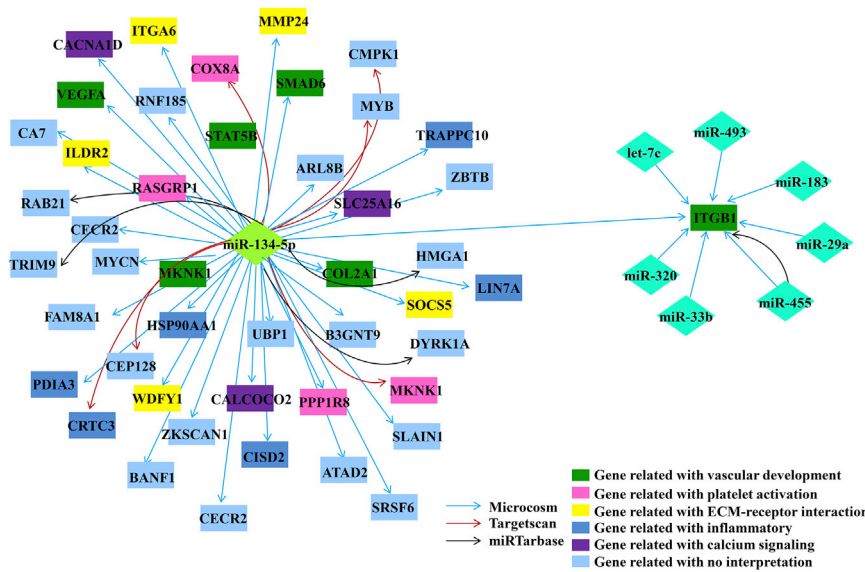 ITGA6
MMP24
CACNA1D
COX8A
CMPK1
VEGFA
RNF185
SMAD6
MYB
CA7
STAT5B
TRAPPC10
ILDR2
ARL8B
ZBTB
let-7c
miR-493
RASGRP1
RAB21
SLC25A16
miR-183
CECR2
miR-134-5p
ITGB1
TRIM9
MYCN
MKNK1
COL2A1
HMGA1
miR-29a
miR-320
LIN7A
SOCS5
miR-455
FAM8A1
HSP90AA1
UBP1
B3GNT9
miR-33b
DYRK1A
CEP128
PDIA3
WDFY1
CALCOCO2
PPP1R8
MKNK1
CRTC3
ZKSCAN1
SLAIN1
CISD2
BANF1
ATAD2
CECR2
SRSF6
Microcosm
Targetscan
miRTarbase
Gene related with vascular development
Gene related with platelet activation
Gene related with ECM-receptor interaction
Gene related with inflammatory
Gene related with calcium signaling
Gene related with no interpretation